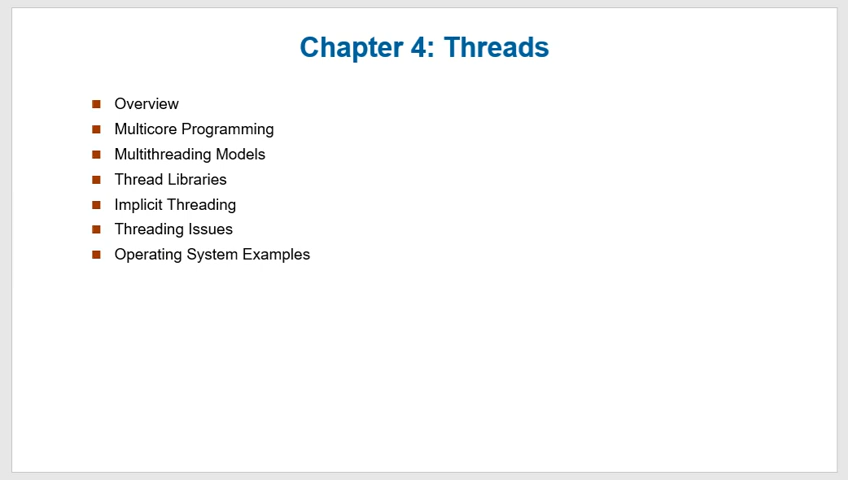 Chapter 4: Threads
Overview
Multicore Programming
Multithreading Models
Thread Libraries
Implicit Threading
Threading Issues
Operating System Examples